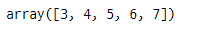 array([3, 4, 5, 6, 7])